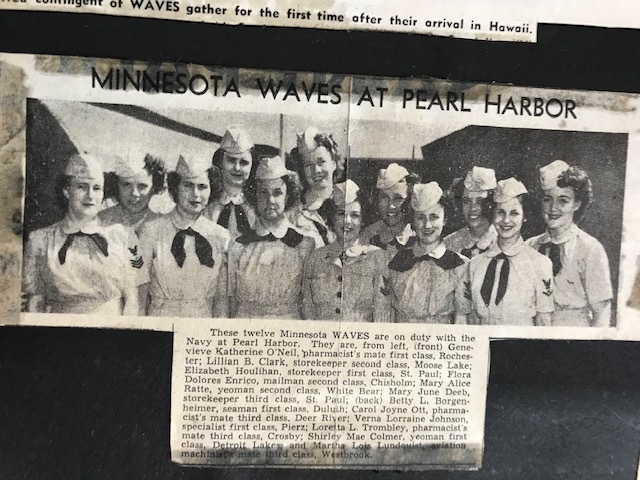 contingent of WAVES gather for the first time after their arrival in Hawaii.
MINNESOTA WAVES AT PEARL HARBOR
These twelve Minnesota WAVES are on duty with the
Navy at Pearl Harbor. They are, from left, (front) Gene-
vieve Katherine O'Neil, pharmacist's mate first class, Roches-
ter; Lillian B. Clark, storekeeper second class, Moose Lake;
Elizabeth Houlihan, storekeeper first class, St. Paul; Flora
Dolores Enrico, mailman second class, Chisholm; Mary Alice
Ratte, yeoman second class, White Bear; Mary June Deeb,
storekeeper third class, St. Paul; (back) Betty L. Borgen-
heimer, seaman first class, Duluth; Carol Joyne Ott, pharma-
cist's mate third class, Deer River; Verna Lorraine Johnson,
specialist first class, Pierz; Loretta L. Trombley, pharmacist's
mate third class, Crosby; Shirley Mae Colmer, yeoman first
class, Detroit Lakes; and Martha Lois Lundquist, aviation
machinist's mate third class, Westbrook.